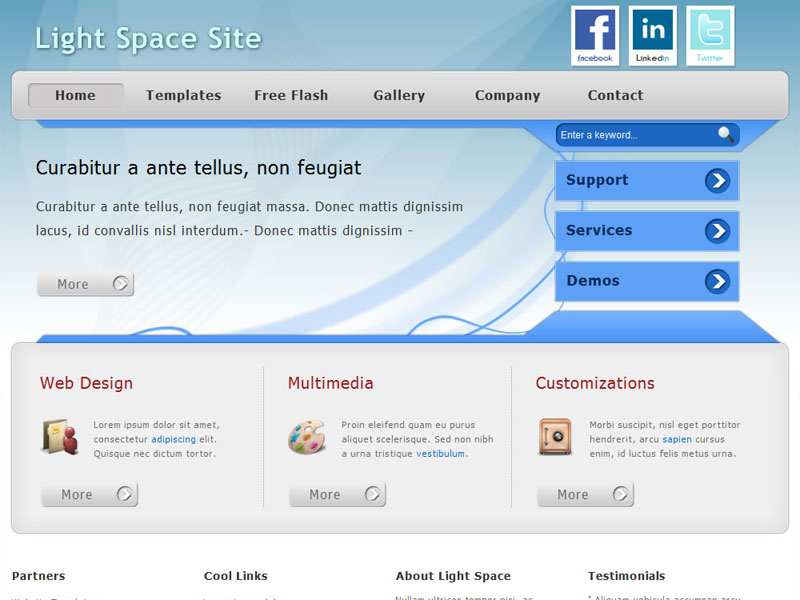 Light Space Site
facebook
LinkedIn
Twitter
Home
Templates
Free Flash
Gallery
Company
Contact
Enter a keyword...
Curabitur a ante tellus, non feugiat
Curabitur a ante tellus, non feugiat massa. Donec mattis dignissim
lacus, id convallis nisl interdum.- Donec mattis dignissim -
More
Support
Services
Demos
Web Design
Lorem ipsum dolor sit amet,
consectetur adipiscing elit.
Quisque nec dictum tortor.
More
Multimedia
Proin eleifend quam eu purus
aliquet scelerisque. Sed non nibh
a urna tristique vestibulum.
More
Customizations
Morbi suscipit, nisl eget porttitor
hendrerit, arcu sapien cursus
enim, id luctus felis metus urna.
More
Partners
Cool Links
About Light Space
Testimonials